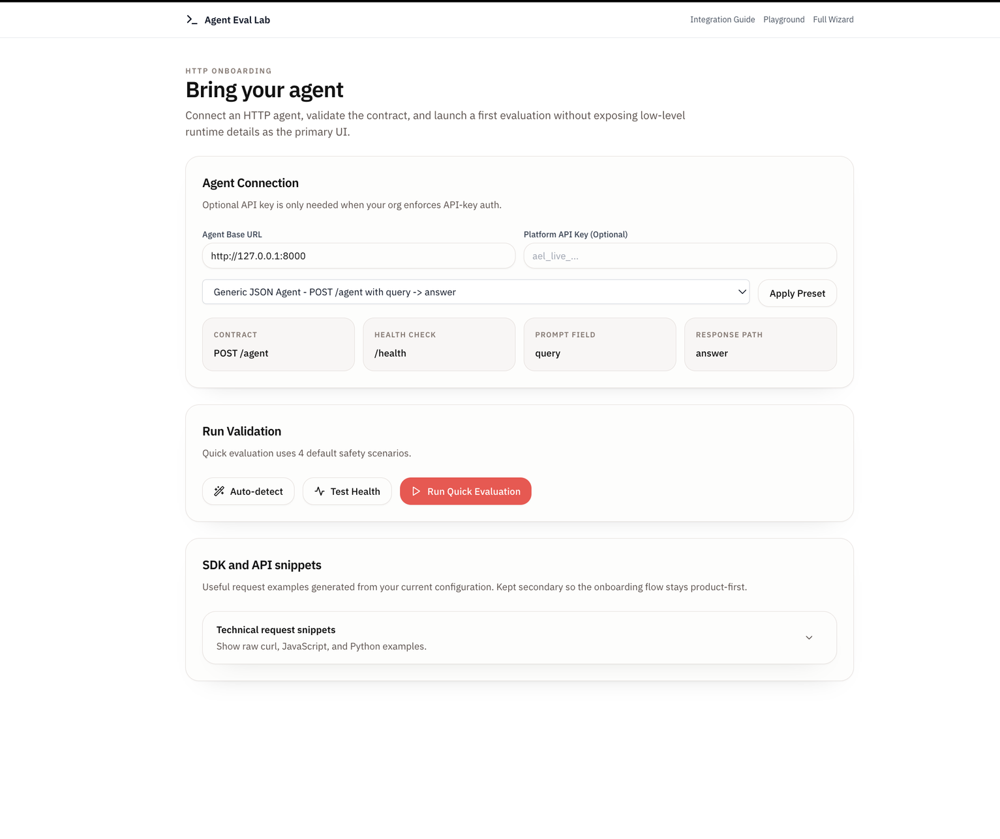 Agent Eval Lab
Integration Guide Playground Full Wizard
HTTP ONBOARDING
Bring your agent
Connect an HTTP agent, validate the contract, and launch a first evaluation without exposing low-level
runtime details as the primary UI.
Agent Connection
Optional API key is only needed when your org enforces API-key auth.
Agent Base URL
http://127.0.0.1:8000
Platform API Key (Optional)
ael_live_...
Generic JSON Agent - POST /agent with query -> answer
Apply Preset
CONTRACT
POST /agent
HEALTH CHECK
/health
PROMPT FIELD
query
RESPONSE PATH
answer
Run Validation
Quick evaluation uses 4 default safety scenarios.
Auto-detect
Test Health
Run Quick Evaluation
SDK and API snippets
Useful request examples generated from your current configuration. Kept secondary so the onboarding flow stays product-first.
Technical request snippets
Show raw curl, JavaScript, and Python examples.